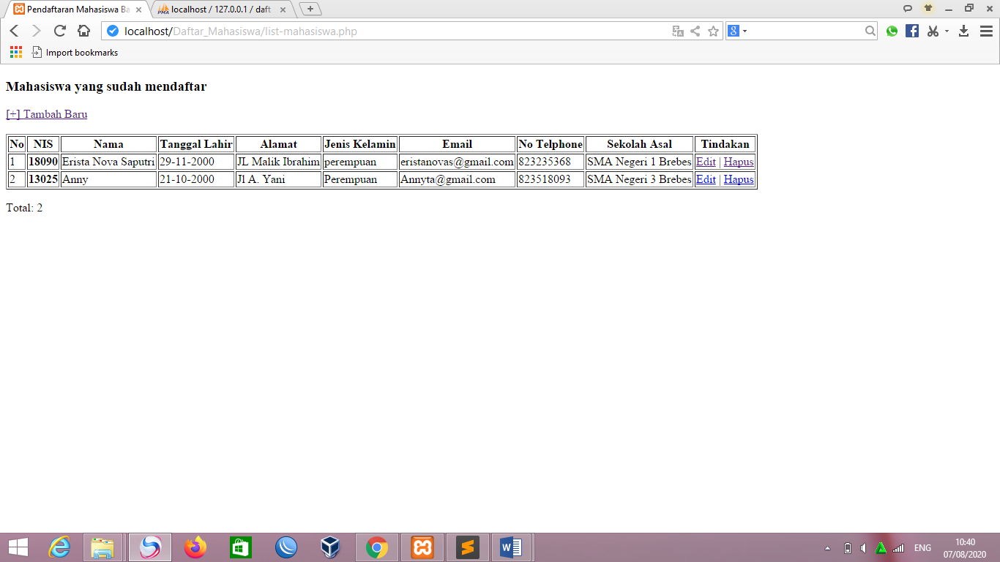 Pendaftaran Mahasiswa Ba
localhost / 127.0.0.1 / daft
localhost/Daftar_Mahasiswa/list-mahasiswa.php
Import bookmarks
Mahasiswa yang sudah mendaftar
[+] Tambah Baru
No NIS Nama Tanggal Lahir Alamat Jenis Kelamin Email No Telphone Sekolah Asal Tindakan
1 18090 Erista Nova Saputri 29-11-2000 JL Malik Ibrahim perempuan eristanovas@gmail.com 823235368 SMA Negeri 1 Brebes Edit | Hapus
2 13025 Anny 21-10-2000 Jl A. Yani Perempuan Annyta@gmail.com 823518093 SMA Negeri 3 Brebes Edit | Hapus
Total: 2
ENG
10:40
07/08/2020